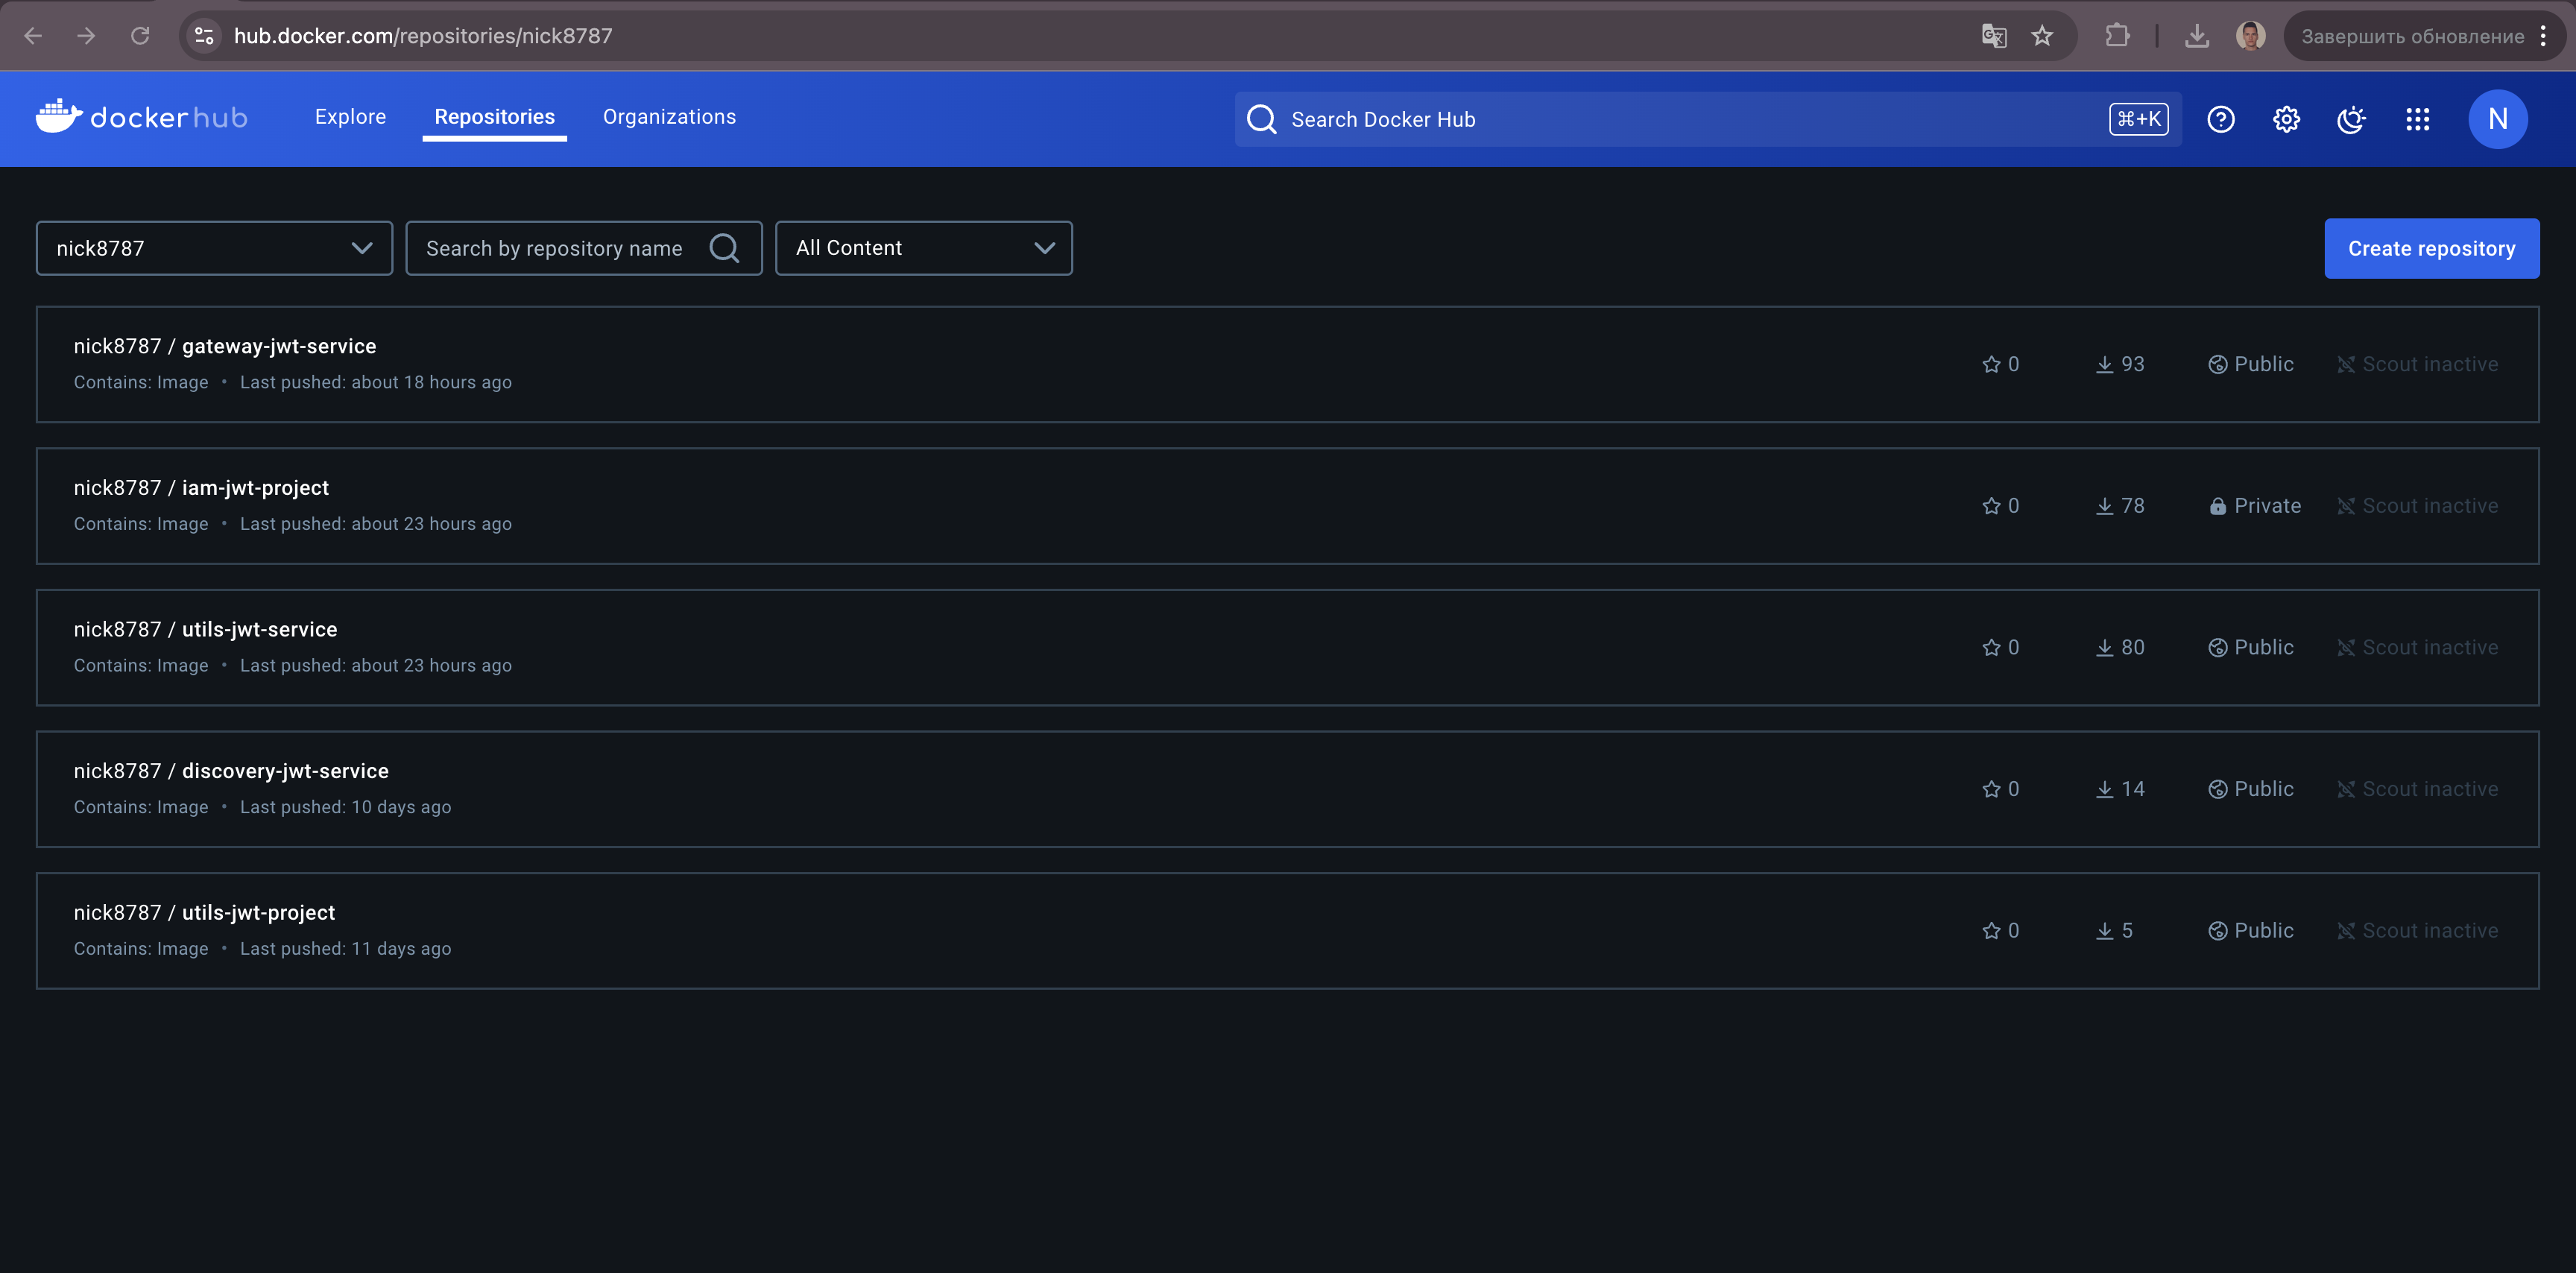 hub.docker.com/repositories/nick8787
Завершить обновление
dockerhub
Explore
Repositories
Organizations
Search Docker Hub
⌘+K
N
nick8787
Search by repository name
All Content
Create repository
nick8787 / gateway-jwt-service
Contains: Image • Last pushed: about 18 hours ago
0
93
Public
Scout inactive
nick8787 / iam-jwt-project
Contains: Image • Last pushed: about 23 hours ago
0
78
Private
Scout inactive
nick8787 / utils-jwt-service
Contains: Image • Last pushed: about 23 hours ago
0
80
Public
Scout inactive
nick8787 / discovery-jwt-service
Contains: Image • Last pushed: 10 days ago
0
14
Public
Scout inactive
nick8787 / utils-jwt-project
Contains: Image • Last pushed: 11 days ago
0
5
Public
Scout inactive